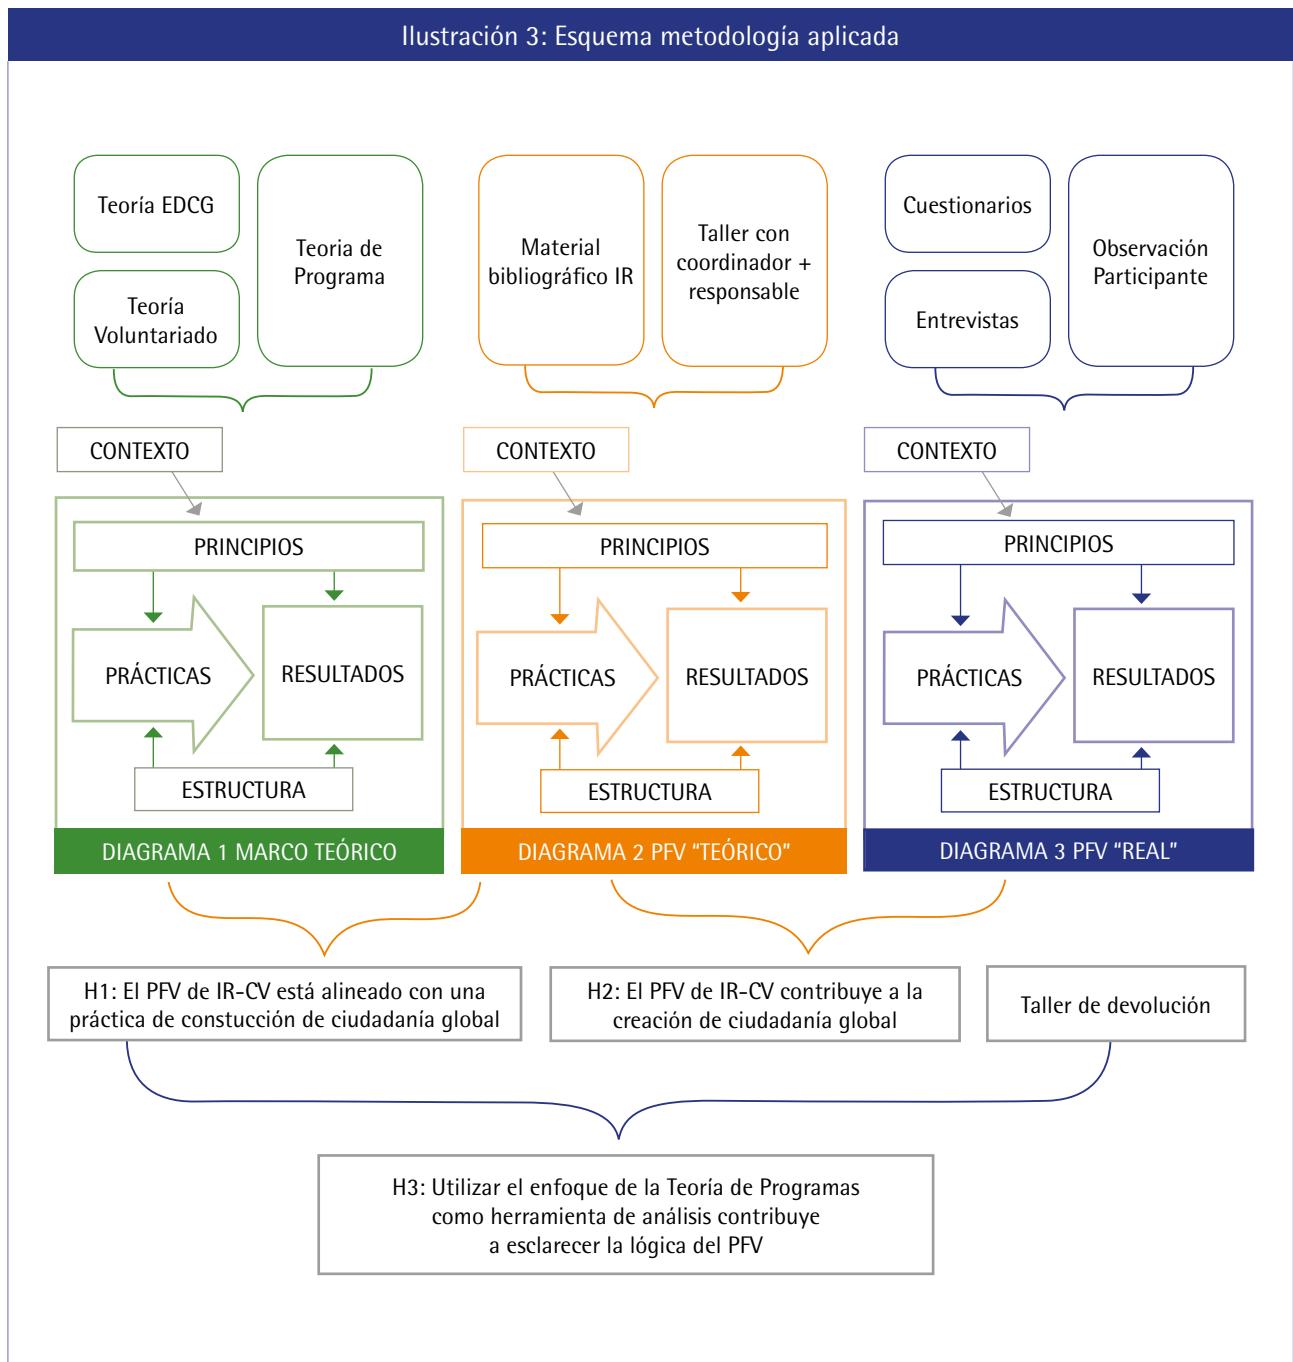 Ilustración 3: Esquema metodología aplicada
Teoría EDCG
Teoría
Voluntariado
Teoria de
Programa
Material
bibliográfico IR
Taller con
coordinador +
responsable
Cuestionarios
Entrevistas
Observación
Participante
CONTEXTO
PRINCIPIOS
PRÁCTICAS
RESULTADOS
ESTRUCTURA
DIAGRAMA 1 MARCO TEÓRICO
CONTEXTO
PRINCIPIOS
PRÁCTICAS
RESULTADOS
ESTRUCTURA
DIAGRAMA 2 PFV “TEÓRICO”
CONTEXTO
PRINCIPIOS
PRÁCTICAS
RESULTADOS
ESTRUCTURA
DIAGRAMA 3 PFV “REAL”
H1: El PFV de IR-CV está alineado con una
práctica de constucción de ciudadanía global
H2: El PFV de IR-CV contribuye a la
creación de ciudadanía global
Taller de devolución
H3: Utilizar el enfoque de la Teoría de Programas
como herramienta de análisis contribuye
a esclarecer la lógica del PFV